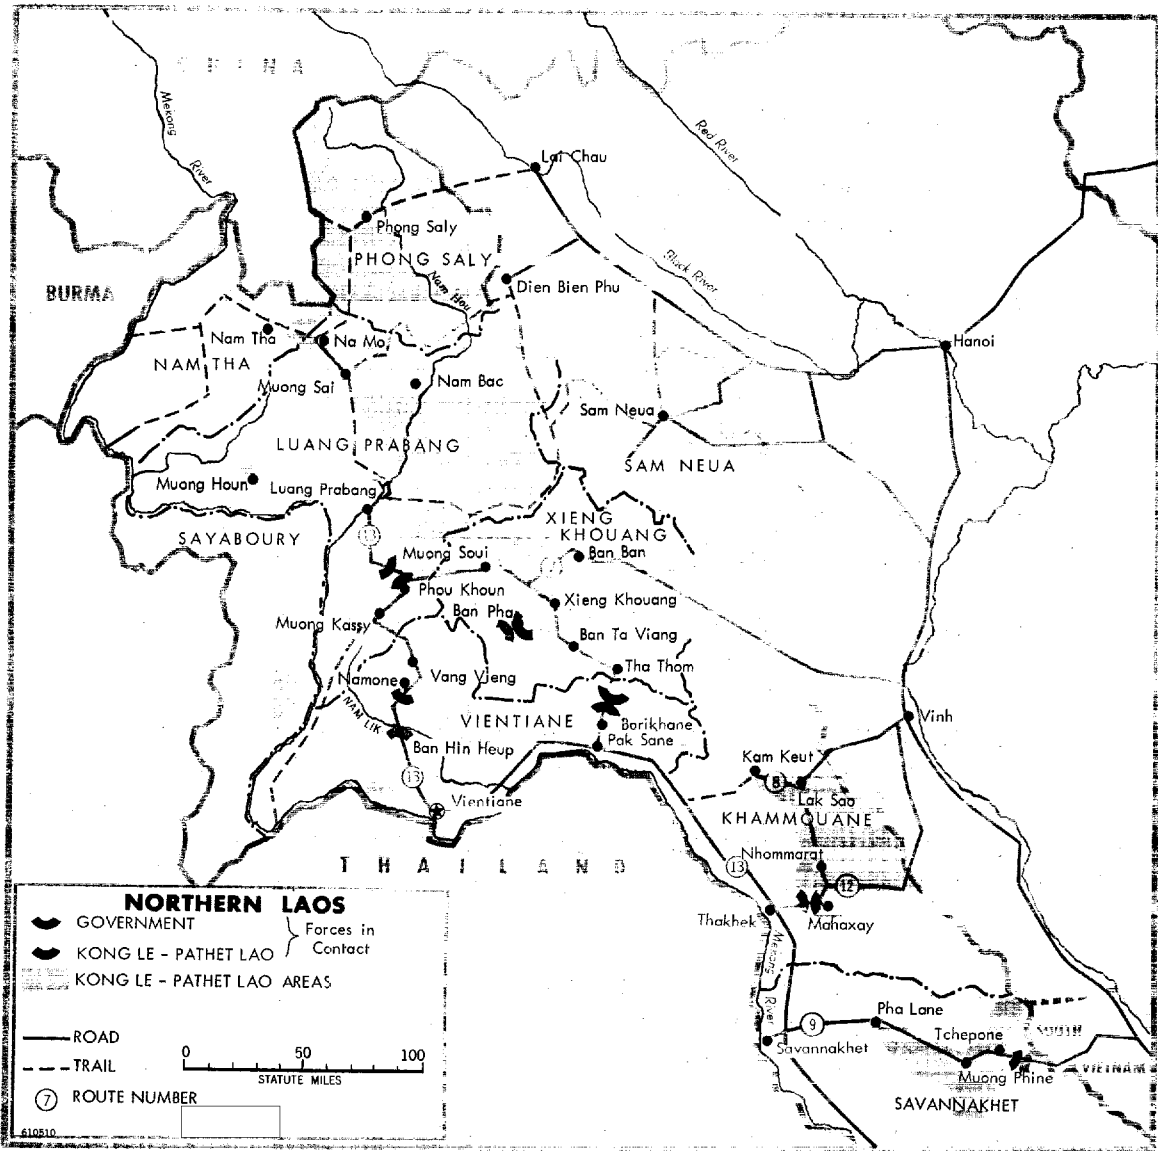 CHINA
Mekong
River
Red River
Lai Chau
Phong Saly
PHONG SALY
Black River
Nam Hou
Dien Bien Phu
BURMA
Nam Tha
Na Mo
Hanoi
NAM THA
Muong Sai
Nam Bac
Sam Neua
LUANG PRABANG
SAM NEUA
Muong Houn
Luang Prabang
XIENG
KHOUANG
SAYABOURY
13
Muong Soui
Ban Ban
7
Phou Khoun
Xieng Khouang
Ban Pha
Muong Kassy
Ban Ta Viang
Tha Thom
Vang Vieng
Namone
NAM LIK
VIENTIANE
Borikhane
Pak Sane
Vinh
Ban Hin Heup
Kam Keut
13
8
Vientiane
Lak Sao
KHAMMOUANE
THAILAND
Nhommarat
13
12
Thakhek
Mahaxay
Mekong
River
Pha Lane
9
Tchepone
SOUTH
VIETNAM
Savannakhet
Muong Phine
SAVANNAKHET
NORTHERN LAOS
GOVERNMENT
KONG LE - PATHET LAO
Forces in
Contact
KONG LE - PATHET LAO AREAS
ROAD
TRAIL
0 50 100
STATUTE MILES
7 ROUTE NUMBER
610510